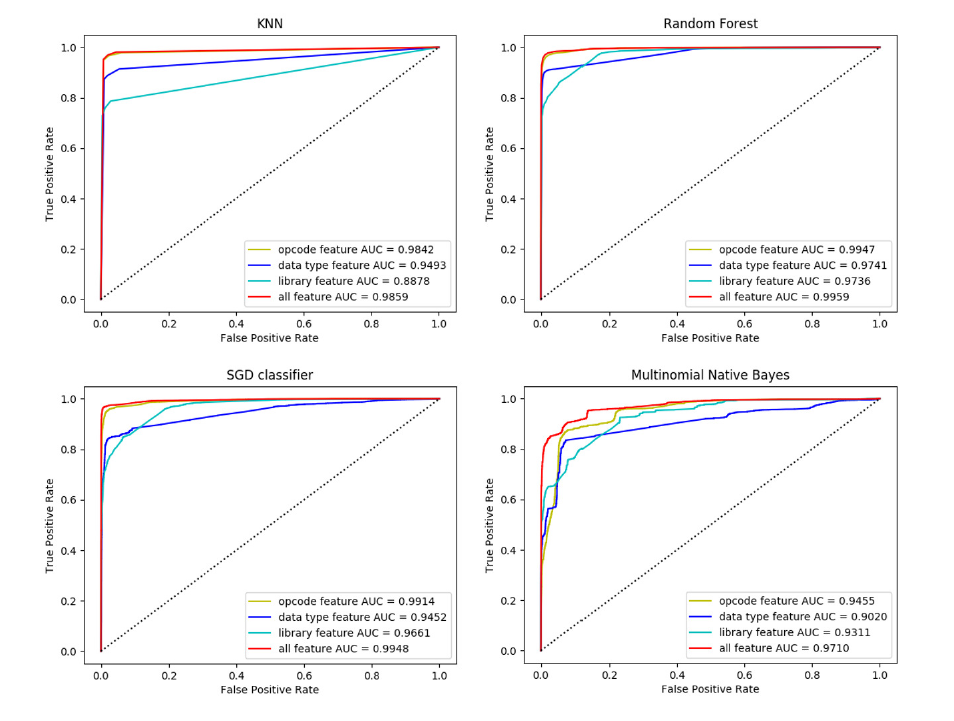 KNN
1.0
0.8
0.6
0.4
0.2
0.0
True Positive Rate
opcode feature AUC = 0.9842
data type feature AUC = 0.9493
library feature AUC = 0.8878
all feature AUC = 0.9859
0.0 0.2 0.4 0.6 0.8 1.0
False Positive Rate
Random Forest
1.0
0.8
0.6
0.4
0.2
0.0
True Positive Rate
opcode feature AUC = 0.9947
data type feature AUC = 0.9741
library feature AUC = 0.9736
all feature AUC = 0.9959
0.0 0.2 0.4 0.6 0.8 1.0
False Positive Rate
SGD classifier
1.0
0.8
0.6
0.4
0.2
0.0
True Positive Rate
opcode feature AUC = 0.9914
data type feature AUC = 0.9452
library feature AUC = 0.9661
all feature AUC = 0.9948
0.0 0.2 0.4 0.6 0.8 1.0
False Positive Rate
Multinomial Native Bayes
1.0
0.8
0.6
0.4
0.2
0.0
True Positive Rate
opcode feature AUC = 0.9455
data type feature AUC = 0.9020
library feature AUC = 0.9311
all feature AUC = 0.9710
0.0 0.2 0.4 0.6 0.8 1.0
False Positive Rate